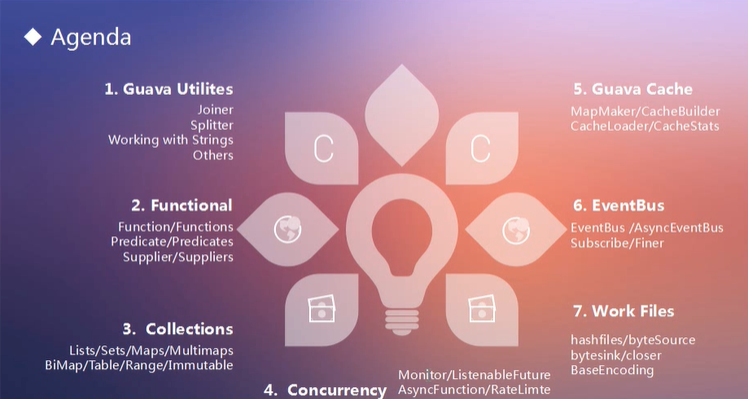 Agenda
1. Guava Utilites
Joiner
Splitter
Working with Strings
Others
2. Functional
Function/Functions
Predicate/Predicates
Supplier/Suppliers
3. Collections
Lists/Sets/Maps/Multimaps
BiMap/Table/Range/Immutable
4. Concurrency
Monitor/ListenableFuture
AsyncFunction/RateLimte
5. Guava Cache
MapMaker/CacheBuilder
CacheLoader/CacheStats
6. EventBus
EventBus /AsyncEventBus
Subscribe/Finer
7. Work Files
hashfiles/byteSource
bytesink/closer
BaseEncoding
C
C